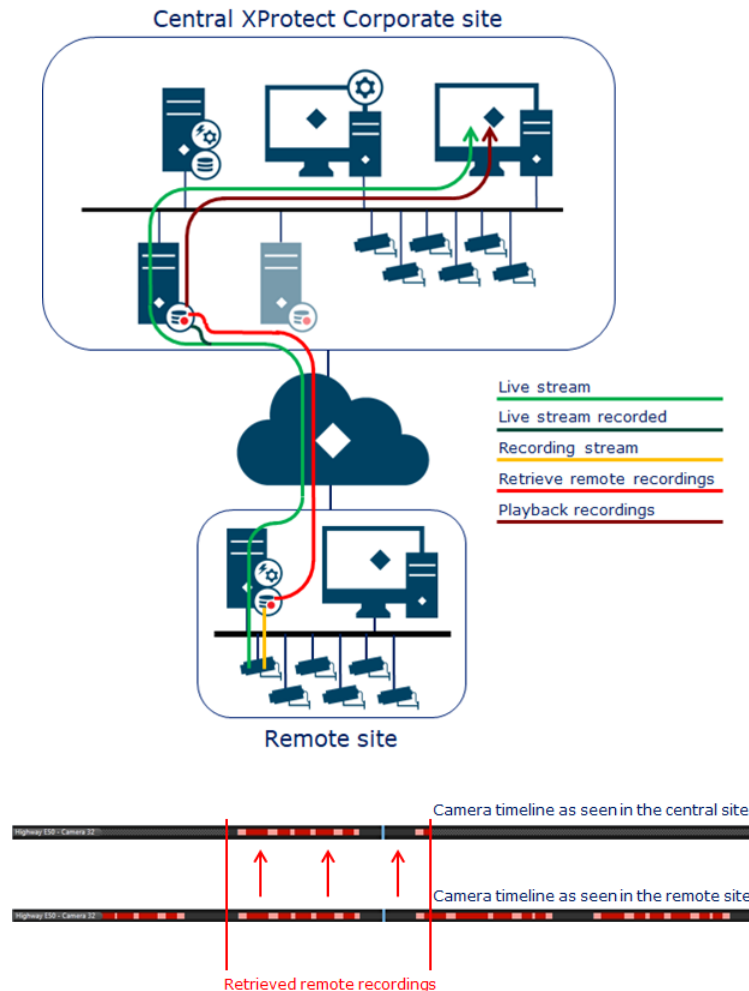 Central XProtect Corporate site
Live stream
Live stream recorded
Recording stream
Retrieve remote recordings
Playback recordings
Remote site
Camera timeline as seen in the central site
Highway E50 - Camera 32
Camera timeline as seen in the remote site
Highway E50 - Camera 32
Retrieved remote recordings